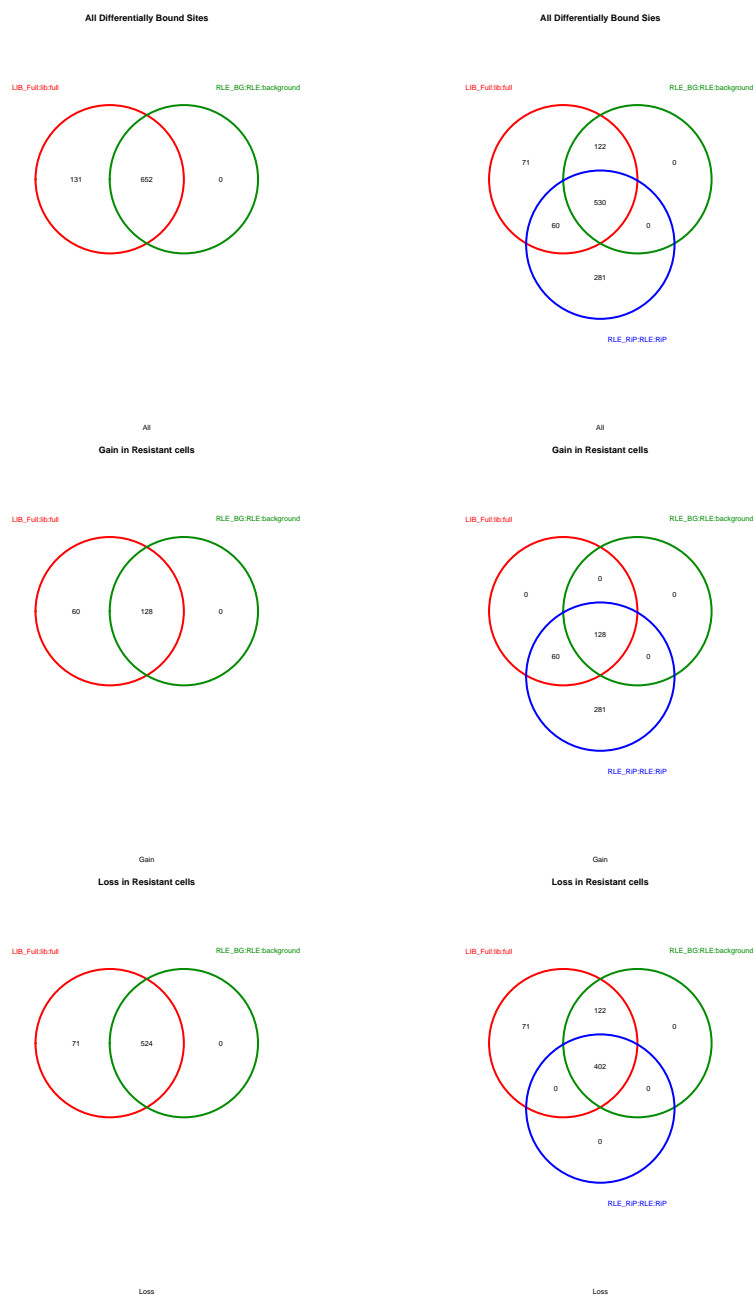 All Differentially Bound Sites
LIB_Full:lib:full
RLE_BG:RLE:background
131
652
0
All
All Differentially Bound Sies
LIB_Full:lib:full
RLE_BG:RLE:background
122
71
0
530
60
0
281
RLE_RiP:RLE:RiP
All
Gain in Resistant cells
LIB_Full:lib:full
RLE_BG:RLE:background
60
128
0
Gain
Gain in Resistant cells
LIB_Full:lib:full
RLE_BG:RLE:background
0
0
0
128
60
0
281
RLE_RiP:RLE:RiP
Gain
Loss in Resistant cells
LIB_Full:lib:full
RLE_BG:RLE:background
71
524
0
Loss
Loss in Resistant cells
LIB_Full:lib:full
RLE_BG:RLE:background
122
71
0
402
0
0
0
RLE_RiP:RLE:RiP
Loss